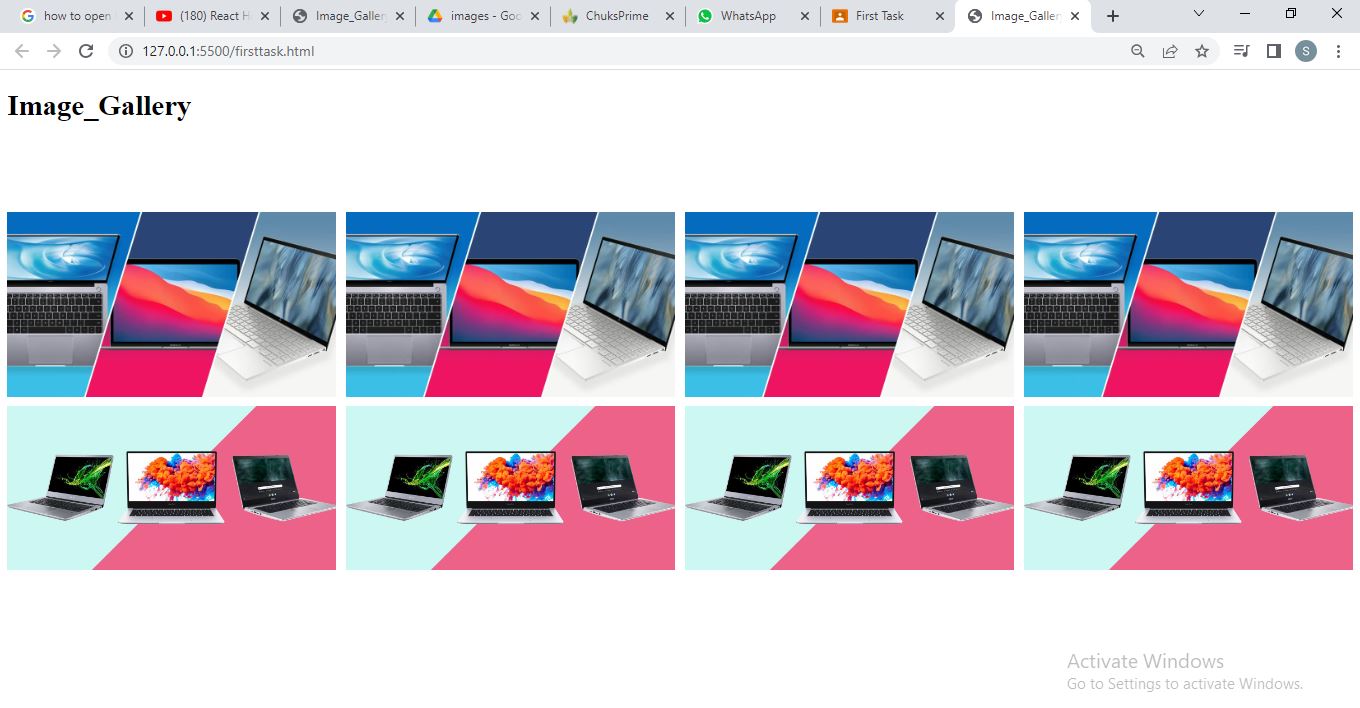 how to open
(180) React H
Image_Galler
images - Goo
ChuksPrime
WhatsApp
First Task
Image_Galler
127.0.0.1:5500/firsttask.html
S
Image_Gallery
Activate Windows
Go to Settings to activate Windows.